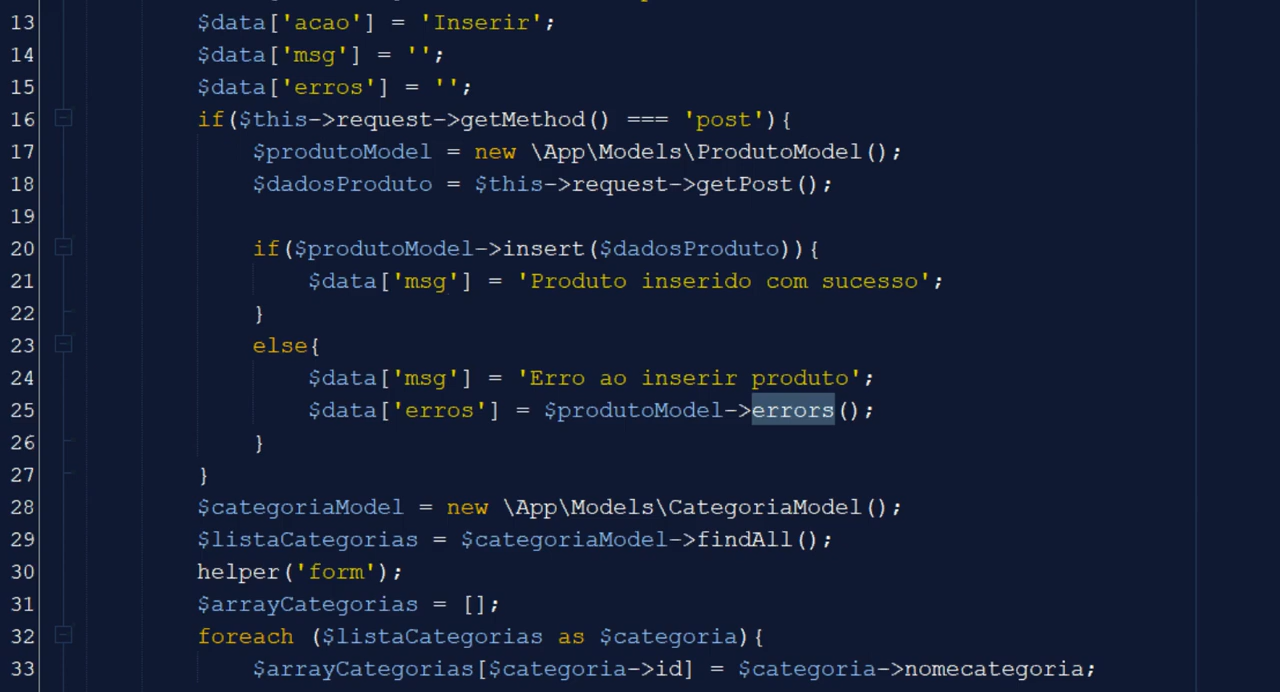 13 $data['acao'] = 'Inserir';
14 $data['msg'] = '';
15 $data['erros'] = '';
16 if($this->request->getMethod() === 'post'){
17 $produtoModel = new \App\Models\ProdutoModel();
18 $dadosProduto = $this->request->getPost();
19
20 if($produtoModel->insert($dadosProduto)){
21 $data['msg'] = 'Produto inserido com sucesso';
22 }
23 else{
24 $data['msg'] = 'Erro ao inserir produto';
25 $data['erros'] = $produtoModel->errors();
26 }
27 }
28 $categoriaModel = new \App\Models\CategoriaModel();
29 $listaCategorias = $categoriaModel->findAll();
30 helper('form');
31 $arrayCategorias = [];
32 foreach ($listaCategorias as $categoria){
33 $arrayCategorias[$categoria->id] = $categoria->nomecategoria;